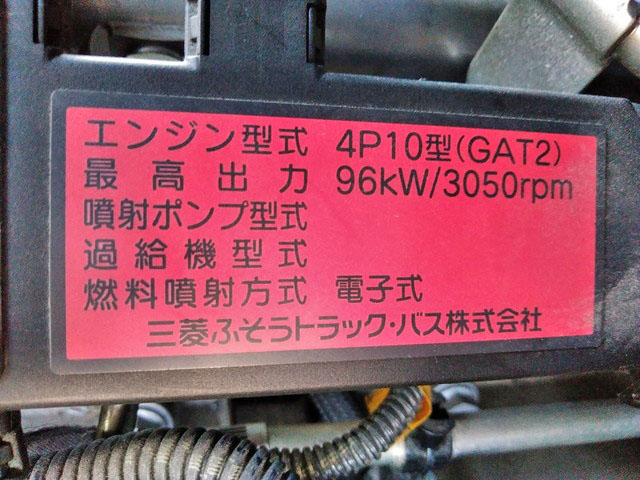 エンジン型式 4P10型(GAT2)
最高出力 96kW/3050rpm
噴射ポンプ型式
過給機型式
燃料噴射方式 電子式
三菱ふそうトラック・バス株式会社